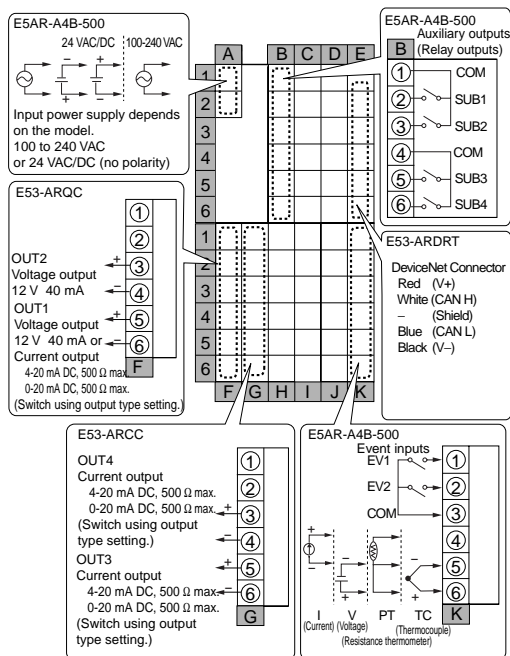 E5AR-A4B-500
24 VAC/DC 100-240 VAC
Input power supply depends
on the model.
100 to 240 VAC
or 24 VAC/DC (no polarity)
A B C D E
1
2
3
4
5
6
1
2
3
4
5
6
F G H I J K
E5AR-A4B-500
Auxiliary outputs
(Relay outputs)
B
1 COM
2 SUB1
3 SUB2
4 COM
5 SUB3
6 SUB4
E53-ARQC
1
2
3
4
5
6
F
OUT2
Voltage output
12 V 40 mA
OUT1
Voltage output
12 V 40 mA or
Current output
4-20 mA DC, 500 Ω max.
0-20 mA DC, 500 Ω max.
(Switch using output type setting.)
+
−
+
−
E53-ARDRT
DeviceNet Connector
Red (V+)
White (CAN H)
− (Shield)
Blue (CAN L)
Black (V−)
E53-ARCC
OUT4
Current output
4-20 mA DC, 500 Ω max.
0-20 mA DC, 500 Ω max.
(Switch using output
type setting.)
OUT3
Current output
4-20 mA DC, 500 Ω max.
0-20 mA DC, 500 Ω max.
(Switch using output
type setting.)
+
−
+
−
1
2
3
4
5
6
G
E5AR-A4B-500
Event inputs
EV1
EV2
COM
1
2
3
4
5
6
K
I V PT TC
(Current) (Voltage) (Thermocouple)
(Resistance thermometer)